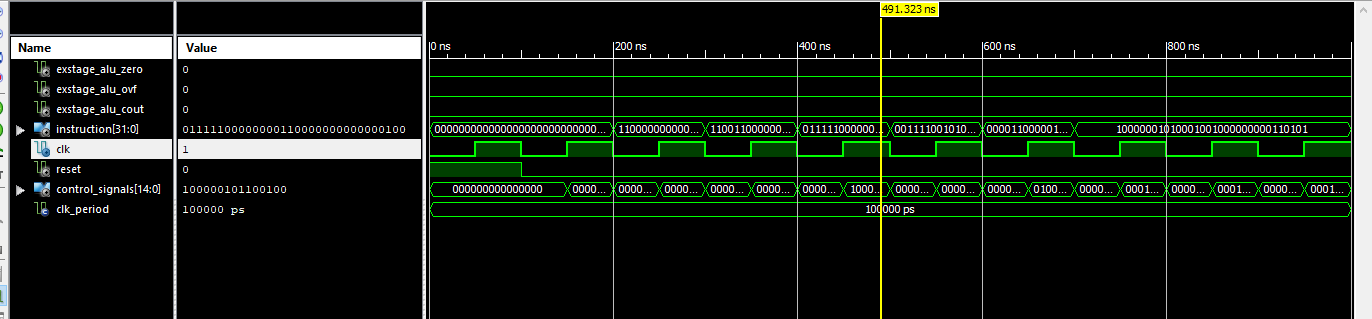 491.323 ns
Name Value
0 ns 200 ns 400 ns 600 ns 800 ns
exstage_alu_zero 0
exstage_alu_ovf 0
exstage_alu_cout 0
instruction[31:0] 01111100000000110000000000000100 0000000000000000000000000000... 110000000000... 110011000000... 011111000000... 001111001010... 000011000001... 10000001010001001000000000110101
clk 1
reset 0
control_signals[14:0] 100000101100100 000000000000000 0000... 0000... 0000... 0000... 0000... 0000... 1000... 0000... 0000... 0000... 0100... 0000... 0001... 0000... 0001... 0000... 0001...
clk_period 100000 ps 100000 ps